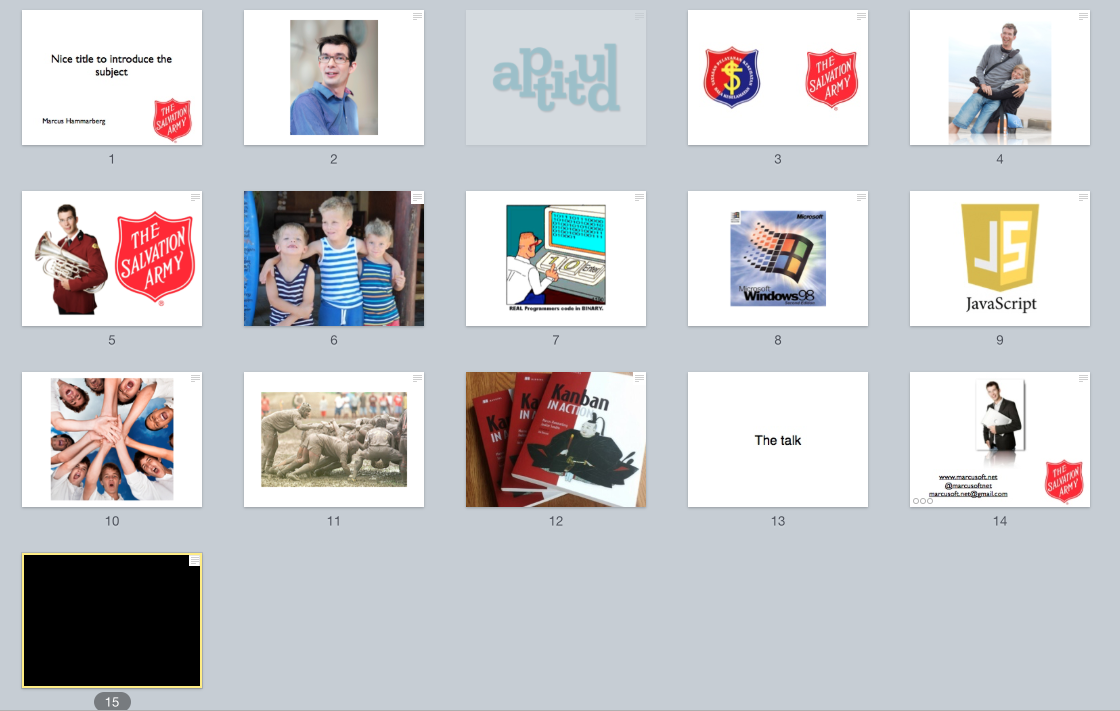 Nice title to introduce the
subject
Marcus Hammarberg
THE
SALVATION
ARMY
1
2
aptitud
THE
SALVATION
ARMY
3
4
THE
SALVATION
ARMY
5
6
1 0 Enter
REAL Programmers code in BINARY.
7
Microsoft
Microsoft
Windows98
8
JS
JavaScript
9
10
11
Kanban
IN ACTION
12
The talk
13
www.marcusoft.net
@marcusoftnet
marcusoft.net@gmail.com
THE
SALVATION
ARMY
14
15